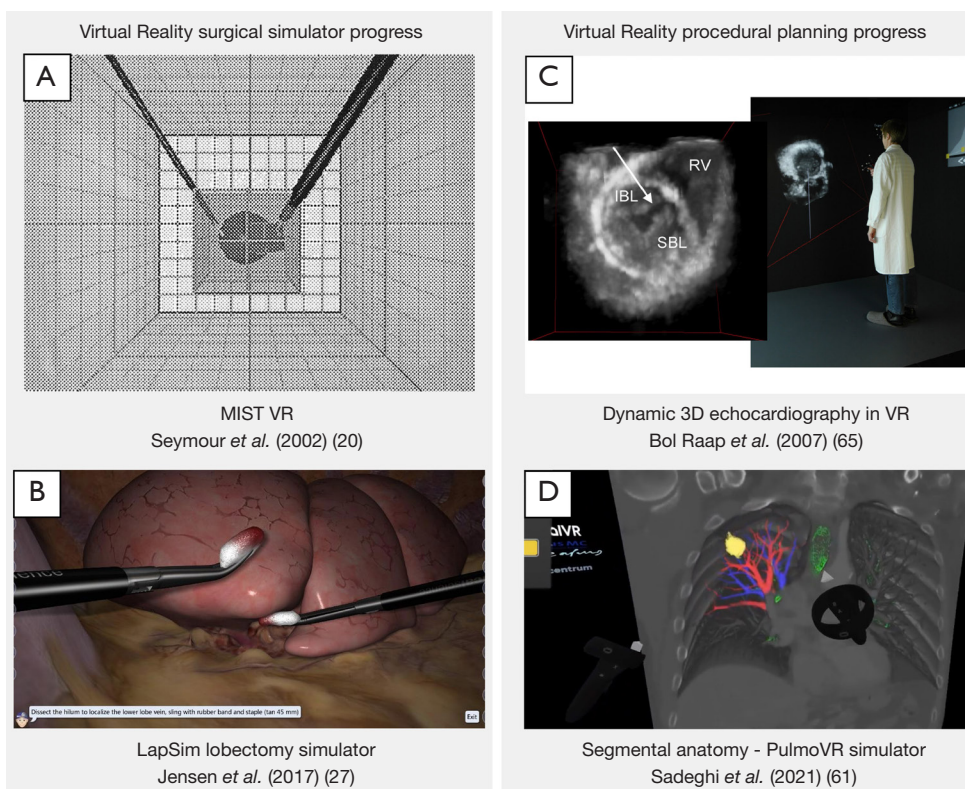 Virtual Reality surgical simulator progress
A
MIST VR
Seymour et al. (2002) (20)
B
Dissect the hilum to localize the lower lobe vein, sling with rubber band and staple (tan 45 mm).
Exit
LapSim lobectomy simulator
Jensen et al. (2017) (27)
Virtual Reality procedural planning progress
C
RV
IBL
SBL
Dynamic 3D echocardiography in VR
Bol Raap et al. (2007) (65)
D
centrum
Segmental anatomy - PulmoVR simulator
Sadeghi et al. (2021) (61)